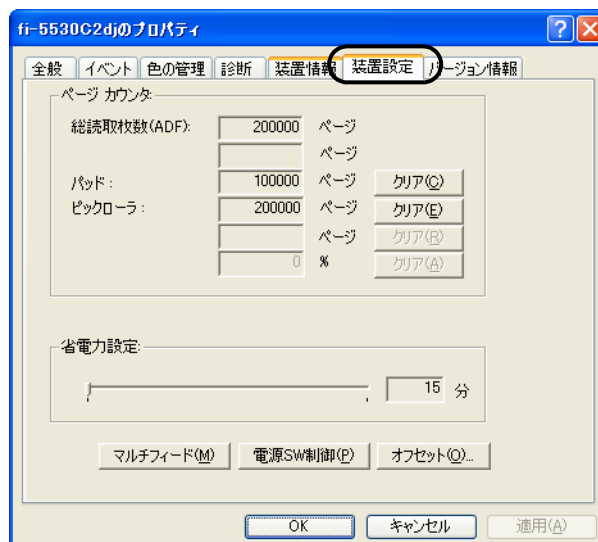 fi-5530C2djのプロパティ
全般 イベント 色の管理 診断 装置情報 装置設定 バージョン情報
ページ カウンタ:
総読取枚数(ADF): 200000 ページ
ページ
パッド: 100000 ページ クリア(C)
ピックローラ: 200000 ページ クリア(E)
ページ クリア(R)
0 % クリア(A)
省電力設定:
15 分
マルチフィード(M) 電源SW制御(P) オフセット(O)...
OK キャンセル 適用(A)